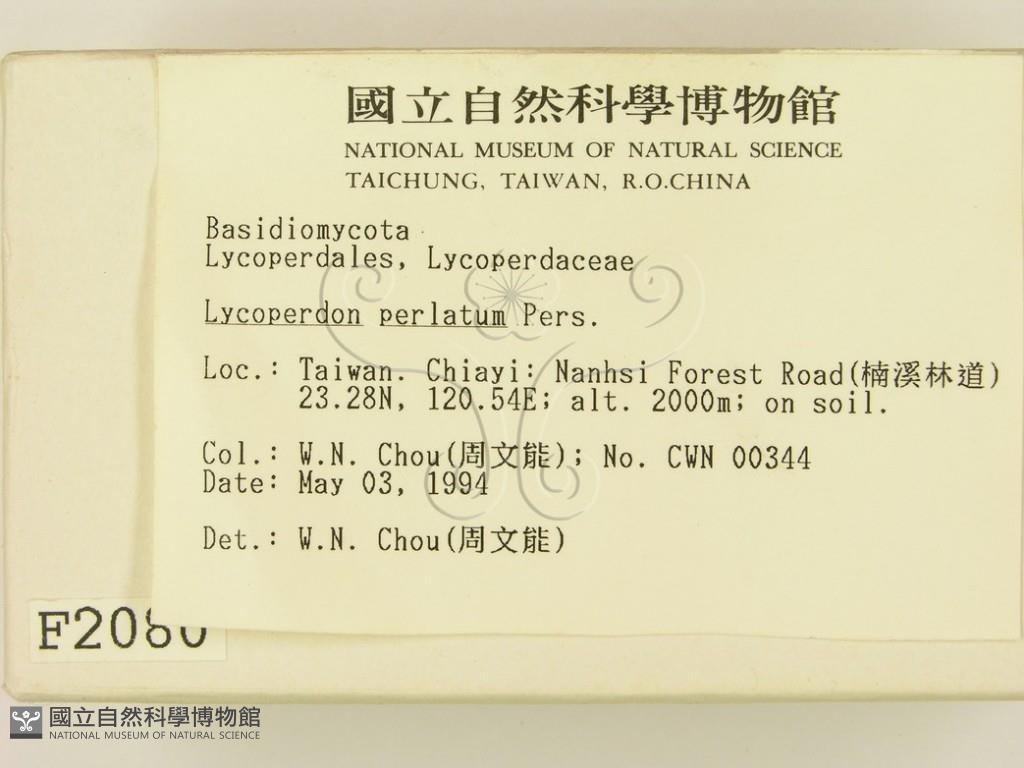 國立自然科學博物館
NATIONAL MUSEUM OF NATURAL SCIENCE
TAICHUNG, TAIWAN, R.O.CHINA
Basidiomycota
Lycoperdales, Lycoperdaceae
Lycoperdon perlatum Pers.
Loc.: Taiwan. Chiayi: Nanhsi Forest Road(楠溪林道)
23.28N, 120.54E; alt. 2000m; on soil.
Col.: W.N. Chou(周文能); No. CWN 00344
Date: May 03, 1994
Det.: W.N. Chou(周文能)
國立自然科學博物館
NATIONAL MUSEUM OF NATURAL SCIENCE